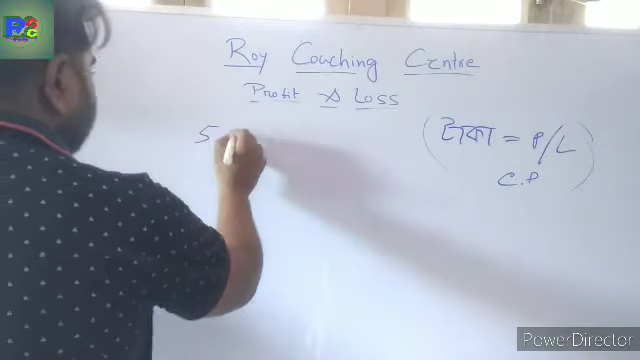 Roy Coaching Centre
Profit & Loss
5
(টাকা = P/L)
C.P
PowerDirector